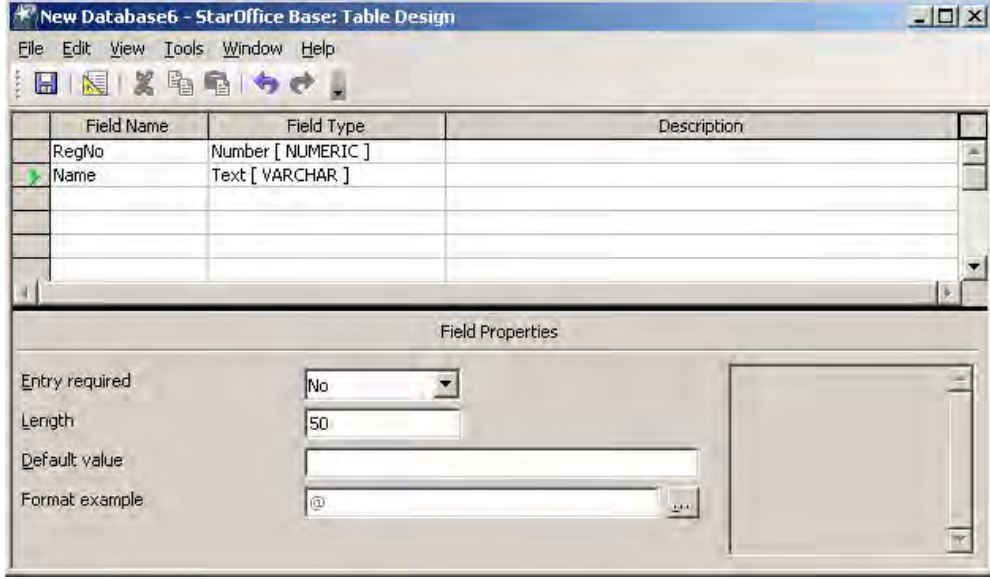 New Database6 - StarOffice Base: Table Design
File Edit View Tools Window Help
Field Name Field Type Description
RegNo Number [ NUMERIC ]
Name Text [ VARCHAR ]
Field Properties
Entry required No
Length 50
Default value
Format example @ ...